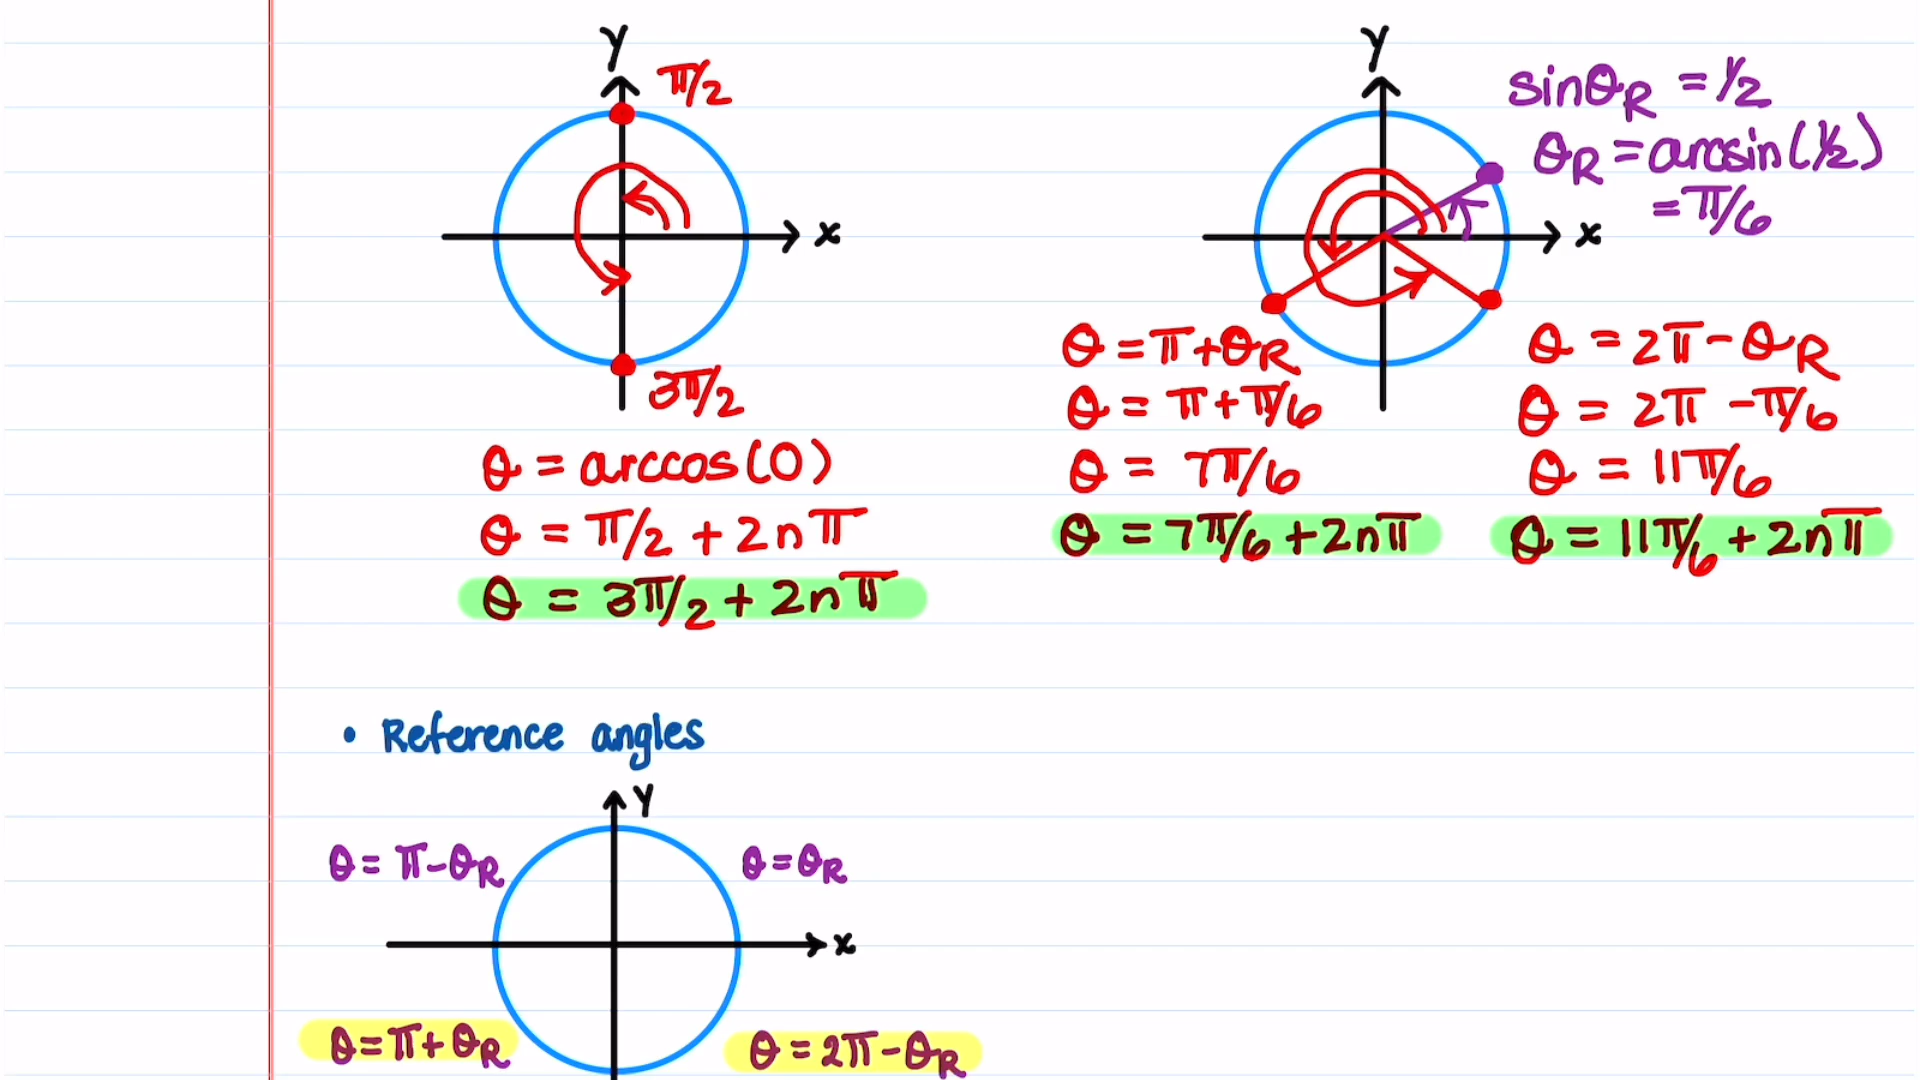 y
π/2
x
3π/2
θ = arccos(0)
θ = π/2 + 2nπ
θ = 3π/2 + 2nπ
y
sinθR = 1/2
θR = arcsin(1/2)
= π/6
x
θ = π + θR
θ = π + π/6
θ = 7π/6
θ = 7π/6 + 2nπ
θ = 2π - θR
θ = 2π - π/6
θ = 11π/6
θ = 11π/6 + 2nπ
• Reference angles
y
θ = π - θR
θ = θR
x
θ = π + θR
θ = 2π - θR